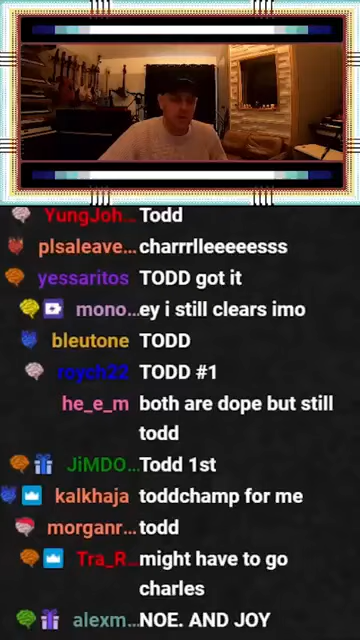 YungJoh... Todd
plsaleave... charrrlleeeeesss
yessaritos TODD got it
mono... ey i still clears imo
bleutone TODD
roych22 TODD #1
he_e_m both are dope but still
todd
JiMDO... Todd 1st
kalkhaja toddchamp for me
morganr... todd
Tra_R... might have to go
charles
alexm... NOE. AND JOY